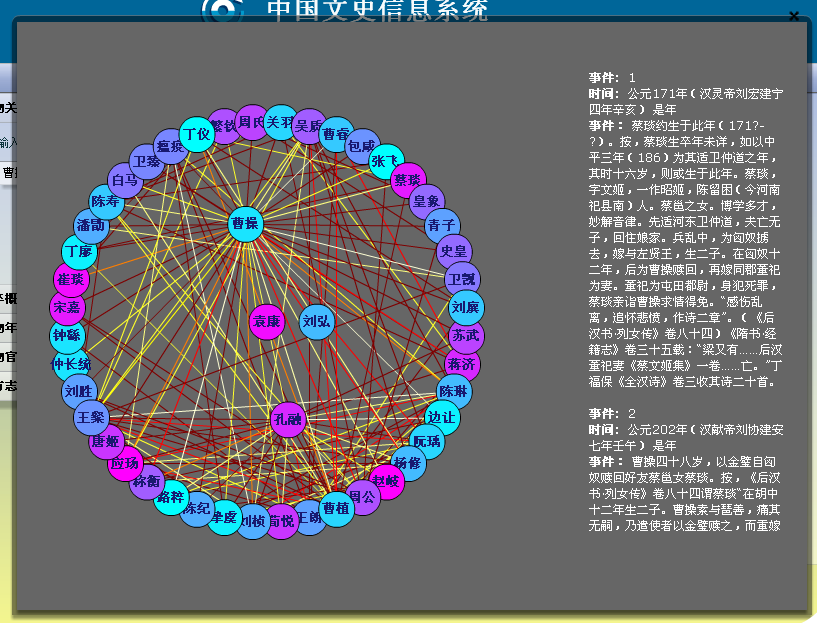 中国文史信息系统
丁仪
繁钦
周氏
关羽
吴质
曹睿
包咸
张飞
蔡琰
皇象
青子
史皇
卫觊
刘展
苏武
蒋济
陈琳
边让
阮瑀
杨修
赵岐
周公
曹植
王朗
荀悦
刘桢
陈纪
路粹
祢衡
应玚
唐姬
王粲
刘胜
仲长统
钟繇
宋嘉
崔琰
丁廙
潘勖
陈寿
白马
卫臻
曹操
袁康
刘弘
孔融
事件: 1
时间: 公元171年(汉灵帝刘宏建宁
四年辛亥) 是年
事件: 蔡琰约生于此年(171?-
?)。按,蔡琰生卒年未详,如以中
平三年(186)为其适卫仲道之年,
其时十六岁,则或生于此年。蔡琰,
字文姬,一作昭姬,陈留圉(今河南
祀县南)人。蔡邕之女。博学多才,
妙解音律。先适河东卫仲道,夫亡无
子,回住娘家。兵乱中,为匈奴掳
去,嫁与左贤王,生二子。在匈奴十
二年,后为曹操赎回,再嫁同郡董祀
为妻。董祀为屯田都尉,身犯死罪,
蔡琰亲诣曹操求情得免。“感伤乱
离,追怀悲愤,作诗二章”。(《后
汉书·列女传》卷八十四)《隋书·经
籍志》卷三十五载:“梁又有……后汉
董祀妻《蔡文姬集》一卷……亡。”丁
福保《全汉诗》卷三收其诗二十首。
事件: 2
时间: 公元202年(汉献帝刘协建安
七年壬午) 是年
事件: 曹操四十八岁,以金璧自匈
奴赎回好友蔡邕女蔡琰。按,《后汉
书·列女传》卷八十四谓蔡琰“在胡中
十二年生二子。曹操素与邕善,痛其
无嗣,乃遣使者以金璧赎之,而重嫁